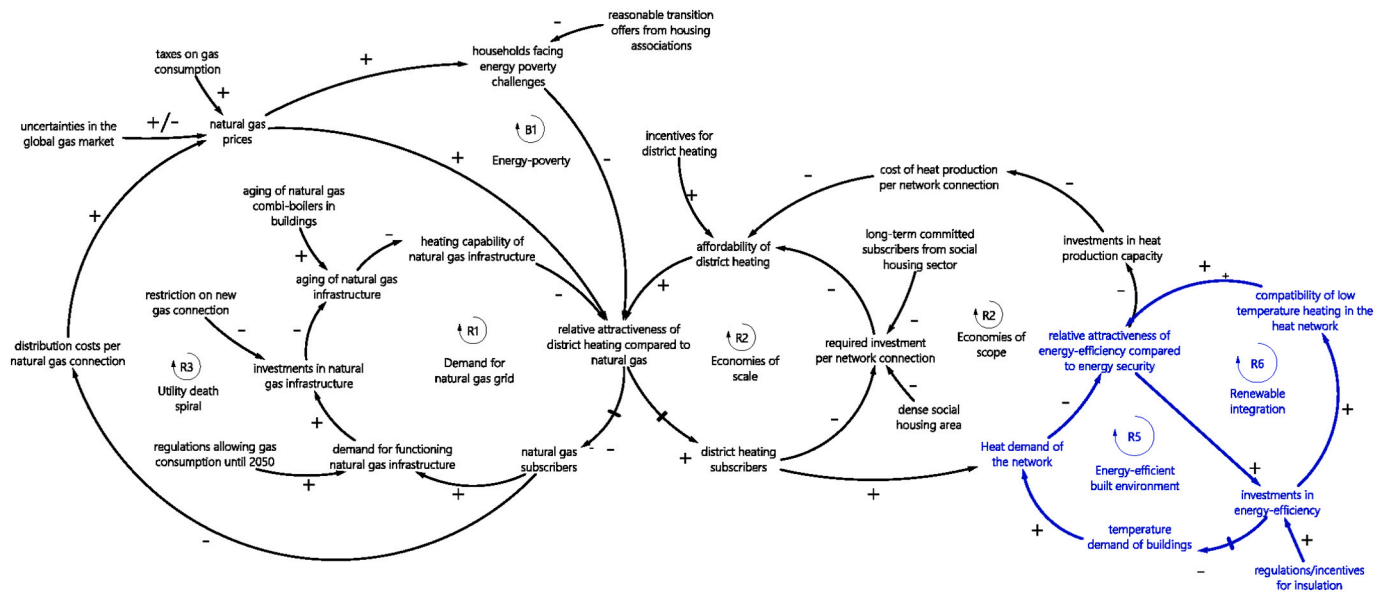 reasonable transition
offers from housing
associations
-
taxes on gas
consumption
+
households facing
energy poverty
challenges
+
uncertainties in the
global gas market
+/-
natural gas
prices
B1
Energy-poverty
-
+
incentives for
district heating
+
cost of heat production
per network connection
-
-
aging of natural gas
combi-boilers in
buildings
+
-
heating capability of
natural gas infrastructure
-
affordability of
district heating
+
long-term committed
subscribers from social
housing sector
-
investments in heat
production capacity
-
+
aging of natural gas
infrastructure
-
restriction on new
gas connection
-
R1
Demand for
natural gas grid
relative attractiveness of
district heating compared to
natural gas
R2
Economies of
scale
-
required investment
per network connection
-
R2
Economies of
scope
+
+
compatibility of low
temperature heating in the
heat network
relative attractiveness of
energy-efficiency compared
to energy security
R6
Renewable
integration
+
distribution costs per
natural gas connection
R3
Utility death
spiral
investments in natural
gas infrastructure
+
dense social
housing area
-
regulations allowing gas
consumption until 2050
+
demand for functioning
natural gas infrastructure
+
natural gas
subscribers
- -
+
district heating
subscribers
-
+
Heat demand of
the network
-
R5
Energy-efficient
built environment
+
investments in
energy-efficiency
+
temperature
demand of buildings
-
+
regulations/incentives
for insulation
-